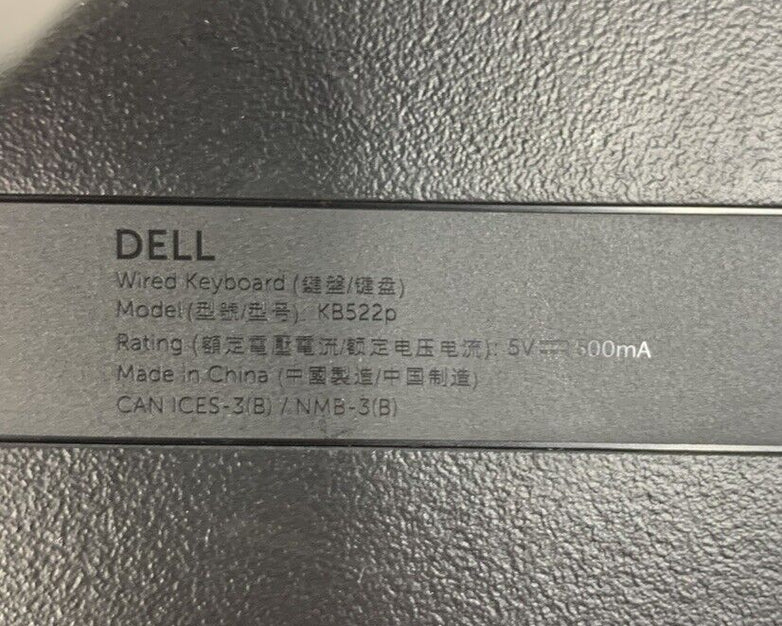 DELL
Wired Keyboard (鍵盤/键盘)
Model(型號/型号): KB522p
Rating (額定電壓電流/额定电压电流): 5V⎓500mA
Made in China (中國製造/中国制造)
CAN ICES-3(B) / NMB-3(B)